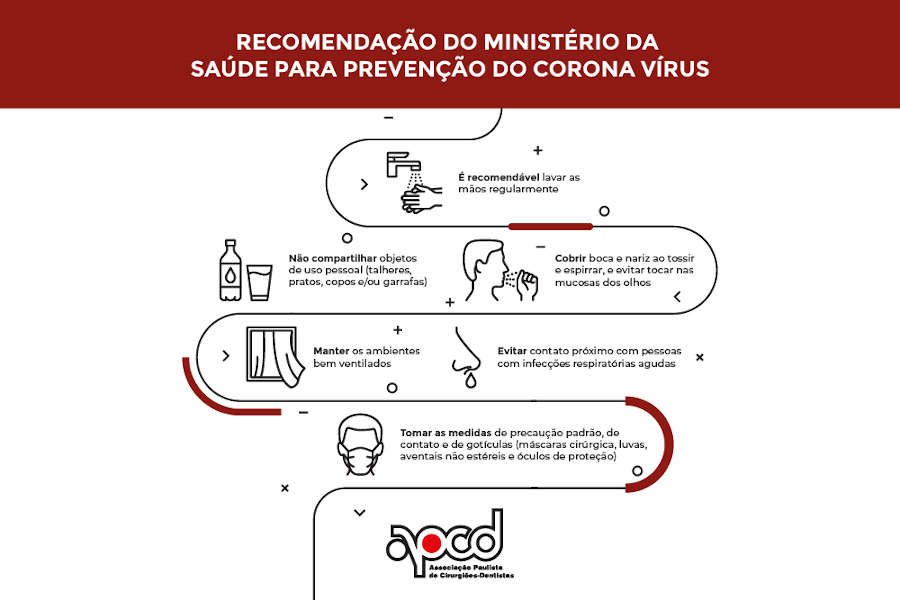 RECOMENDAÇÃO DO MINISTÉRIO DA
SAÚDE PARA PREVENÇÃO DO CORONA VÍRUS
É recomendável lavar as
mãos regularmente
Cobrir boca e nariz ao tossir
e espirrar, e evitar tocar nas
mucosas dos olhos
Não compartilhar objetos
de uso pessoal (talheres,
pratos, copos e/ou garrafas)
Manter os ambientes
bem ventilados
Evitar contato próximo com pessoas
com infecções respiratórias agudas
Tomar as medidas de precaução padrão, de
contato e de gotículas (máscaras cirúrgica, luvas,
aventais não estéreis e óculos de proteção)
apcd
Associação Paulista
de Cirurgiões-Dentistas